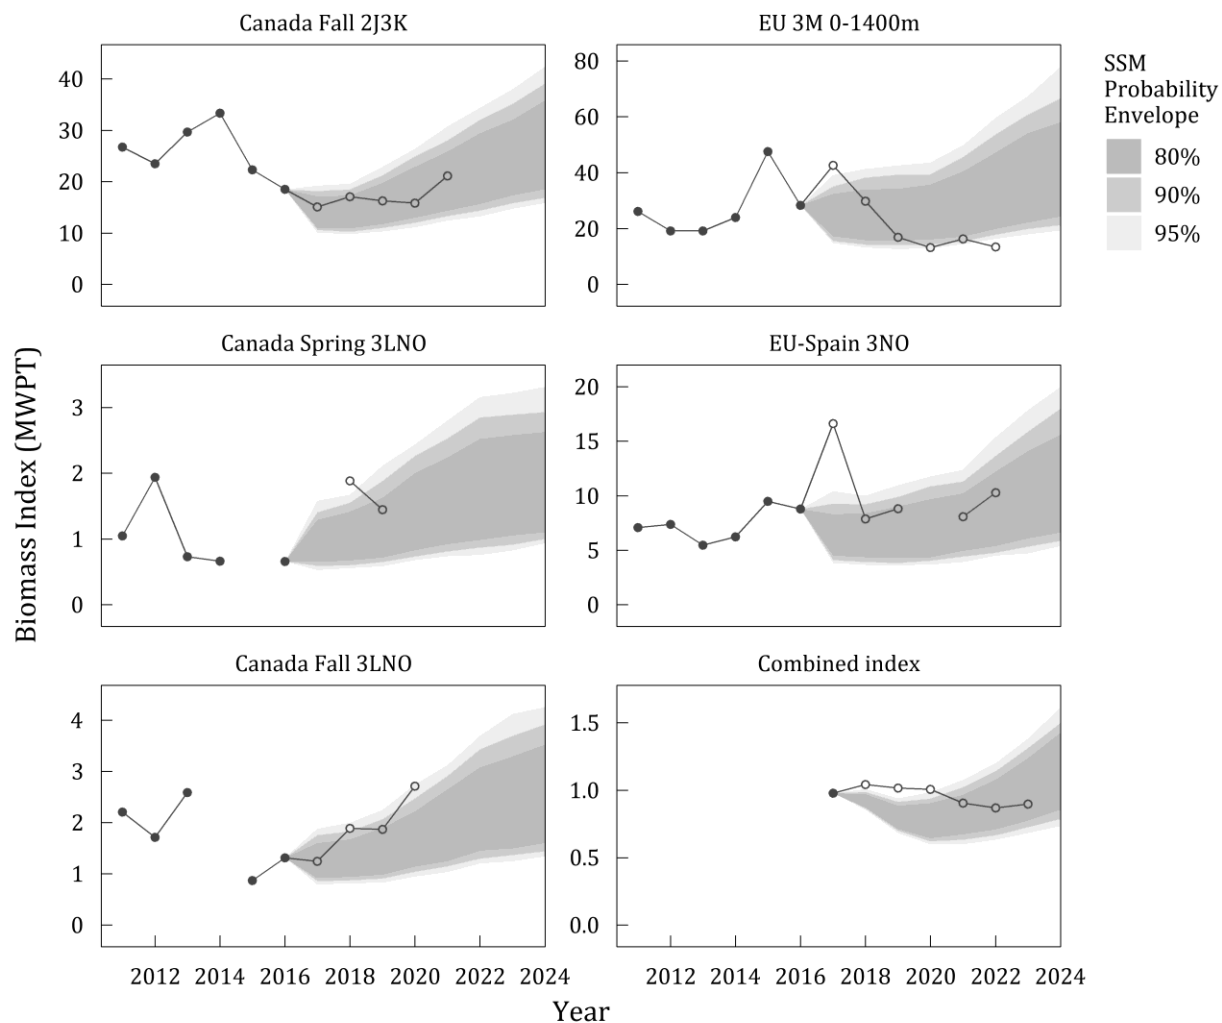 Canada Fall 2J3K
EU 3M 0-1400m
SSM
Probability
Envelope
80%
90%
95%
40
30
20
10
0
80
60
40
20
0
Canada Spring 3LNO
EU-Spain 3NO
3
2
1
0
20
15
10
5
0
Biomass Index (MWPT)
Canada Fall 3LNO
Combined index
4
3
2
1
0
1.5
1.0
0.5
0.0
2012 2014 2016 2018 2020 2022 2024
2012 2014 2016 2018 2020 2022 2024
Year